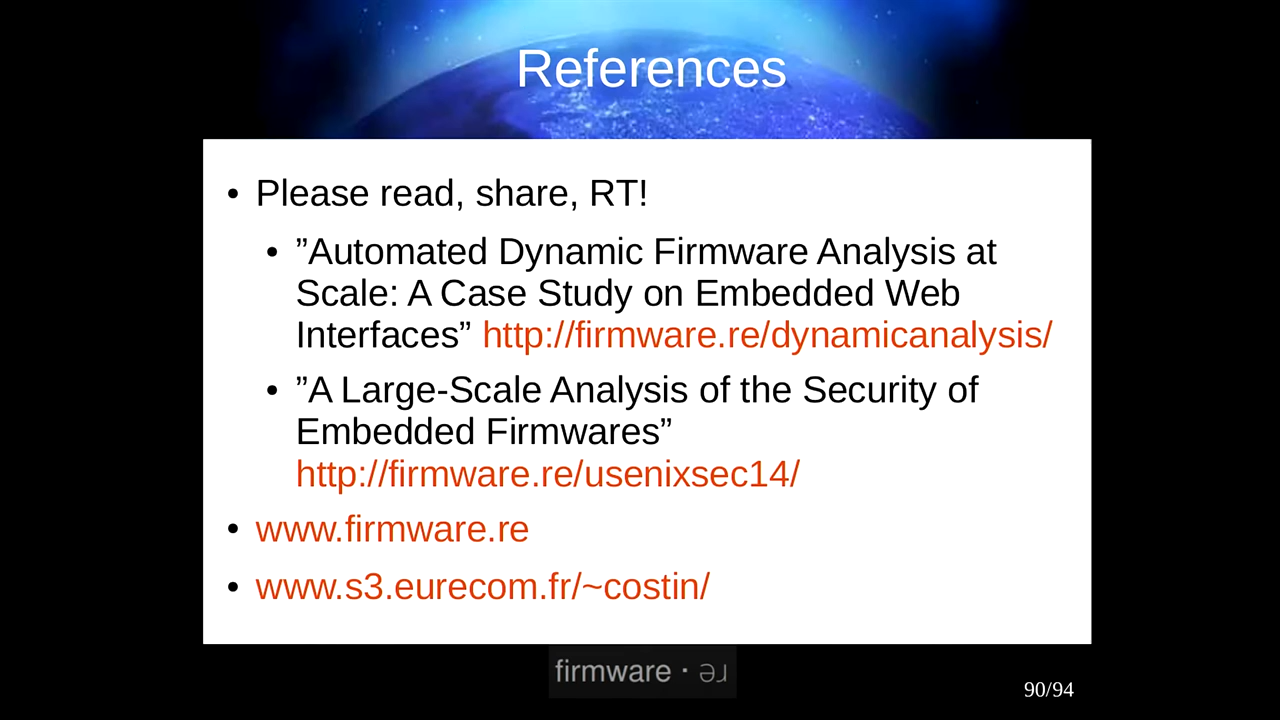 References
• Please read, share, RT!
• ”Automated Dynamic Firmware Analysis at
Scale: A Case Study on Embedded Web
Interfaces” http://firmware.re/dynamicanalysis/
• ”A Large-Scale Analysis of the Security of
Embedded Firmwares”
http://firmware.re/usenixsec14/
• www.firmware.re
• www.s3.eurecom.fr/~costin/
firmware · ɘɹ
90/94